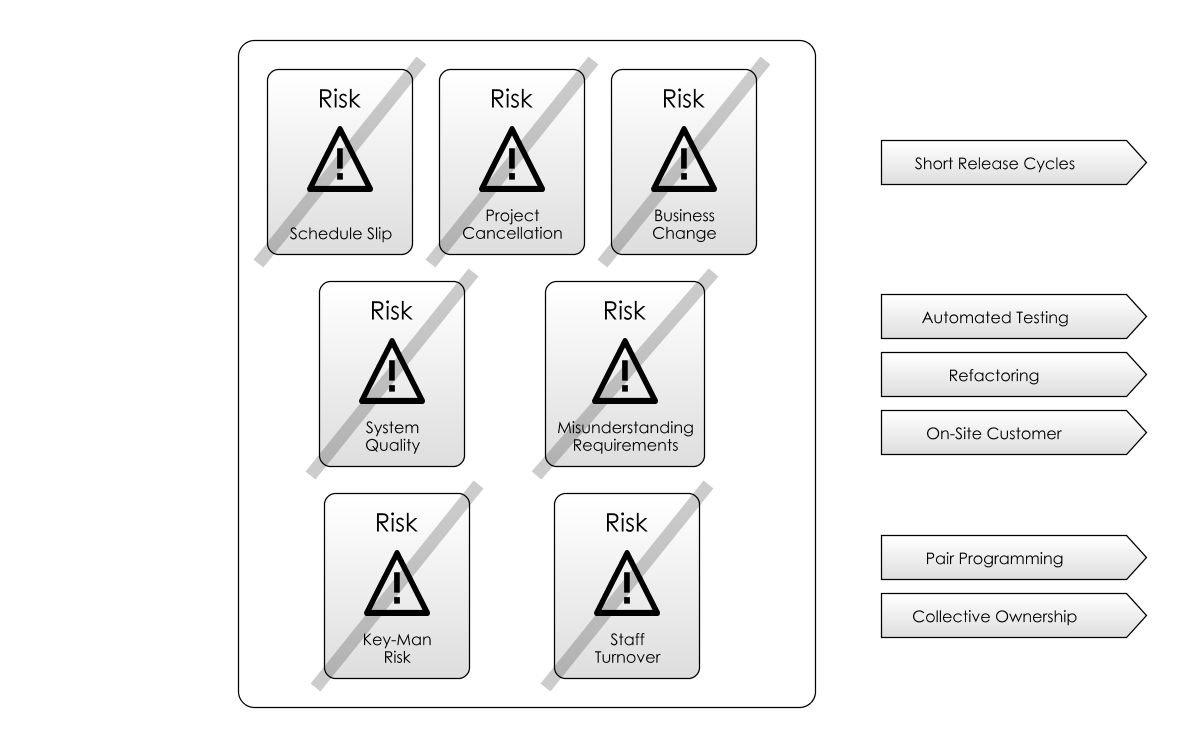 Risk
Schedule Slip
Risk
Project
Cancellation
Risk
Business
Change
Short Release Cycles
Risk
System
Quality
Risk
Misunderstanding
Requirements
Automated Testing
Refactoring
On-Site Customer
Risk
Key-Man
Risk
Risk
Staff
Turnover
Pair Programming
Collective Ownership